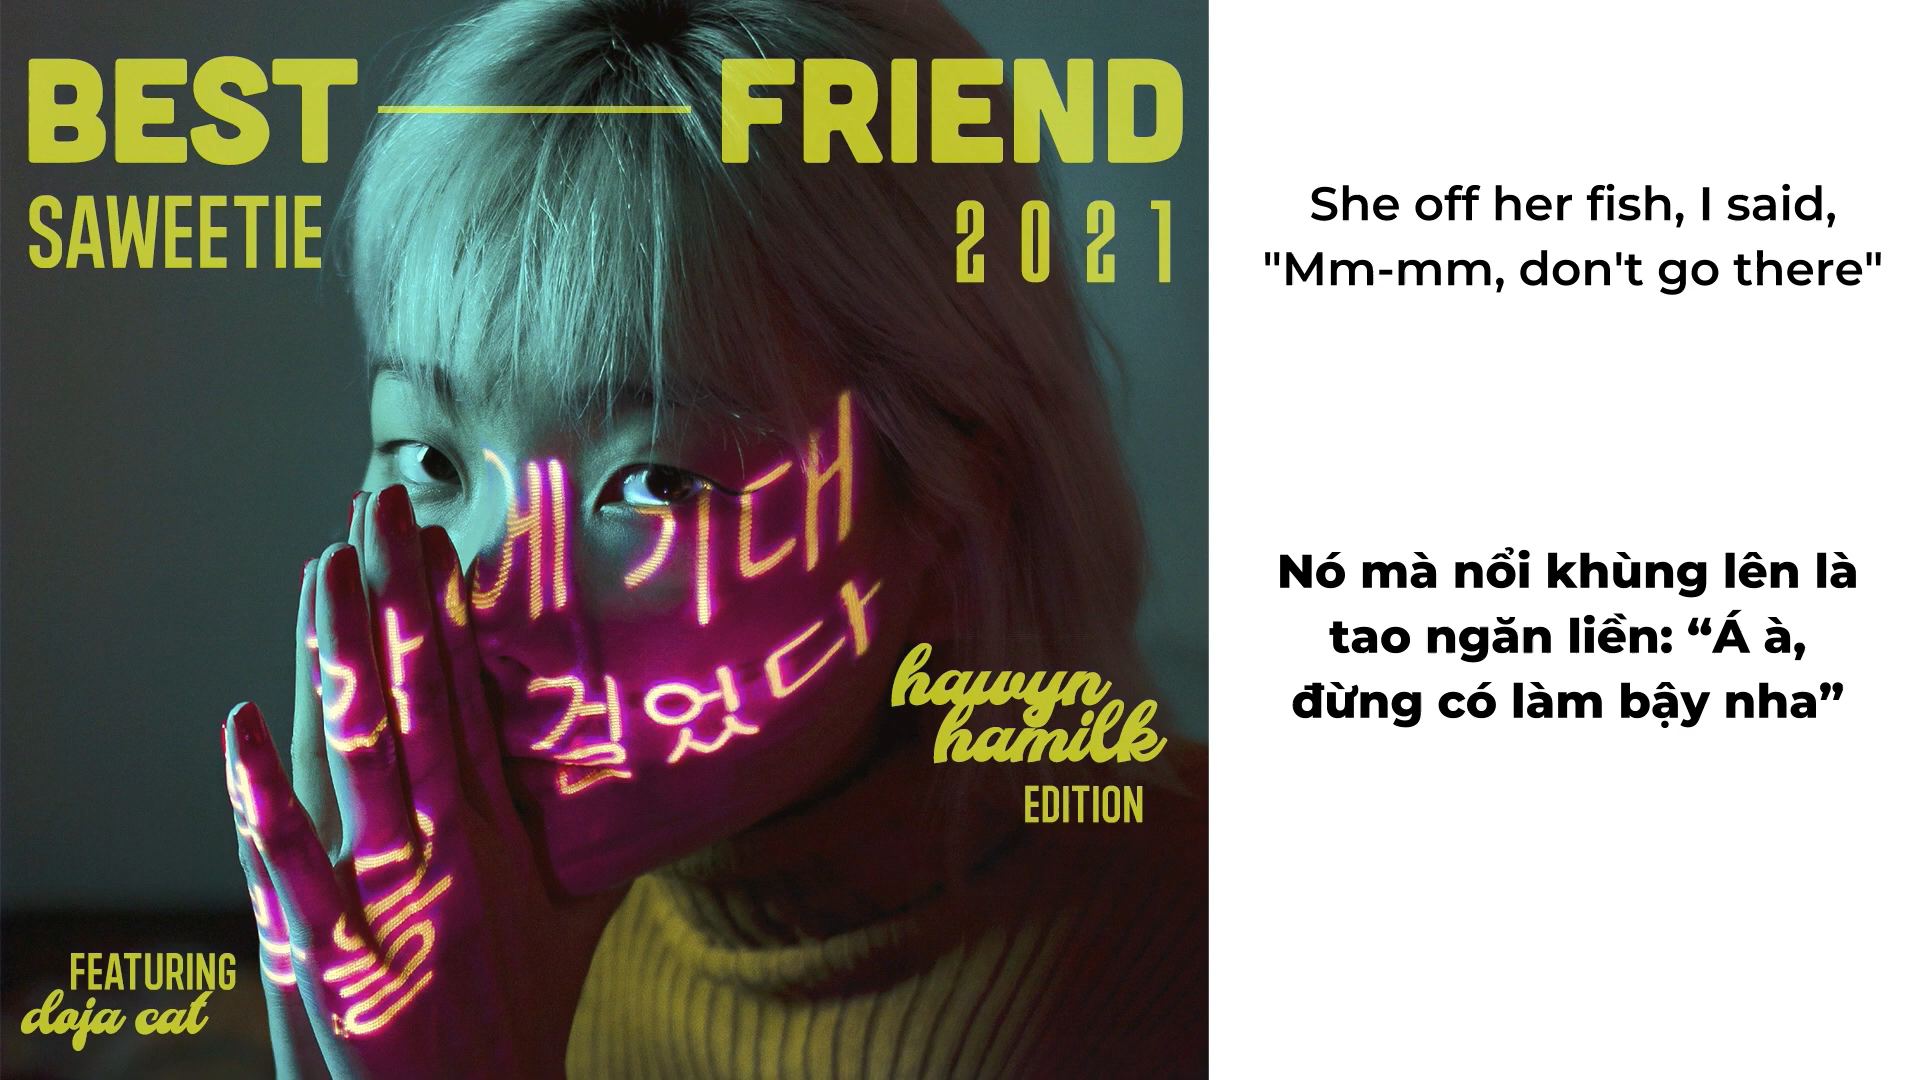 BEST FRIEND
SAWEETIE 2021
에 기대
하
걸었다
을
hawyn
hamilk
EDITION
FEATURING
doja cat
She off her fish, I said,
"Mm-mm, don't go there"
Nó mà nổi khùng lên là
tao ngăn liền: “Á à,
đừng có làm bậy nha”